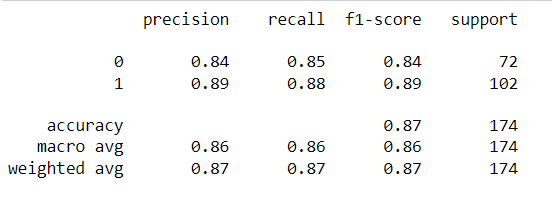 precision recall f1-score support
0 0.84 0.85 0.84 72
1 0.89 0.88 0.89 102
accuracy 0.87 174
macro avg 0.86 0.86 0.86 174
weighted avg 0.87 0.87 0.87 174